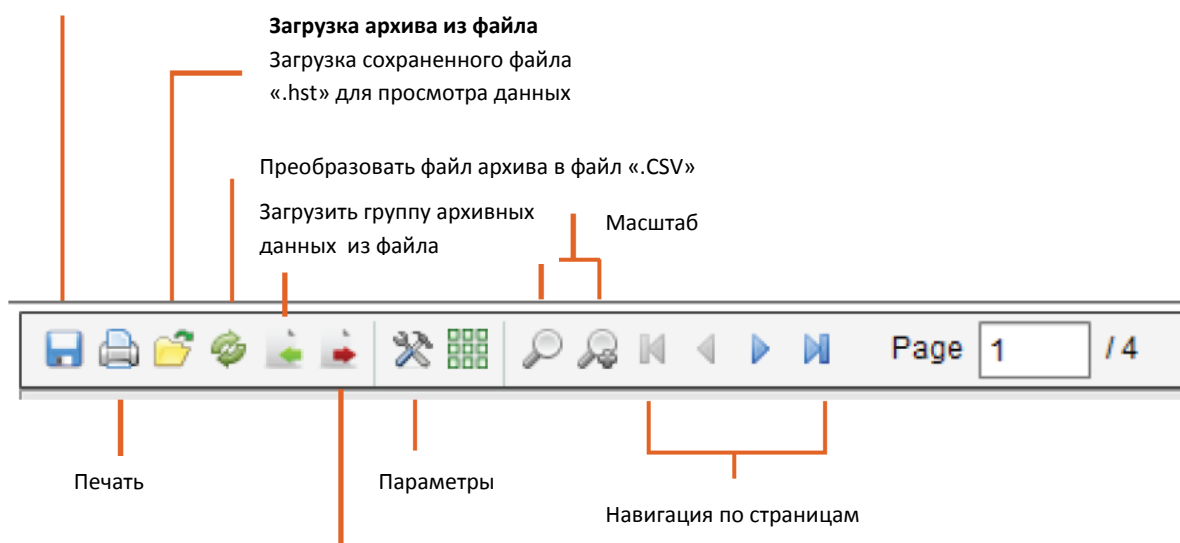 Загрузка архива из файла
Загрузка сохраненного файла
«.hst» для просмотра данных
Преобразовать файл архива в файл «.CSV»
Загрузить группу архивных
данных из файла
Масштаб
Page 1 / 4
Печать
Параметры
Навигация по страницам